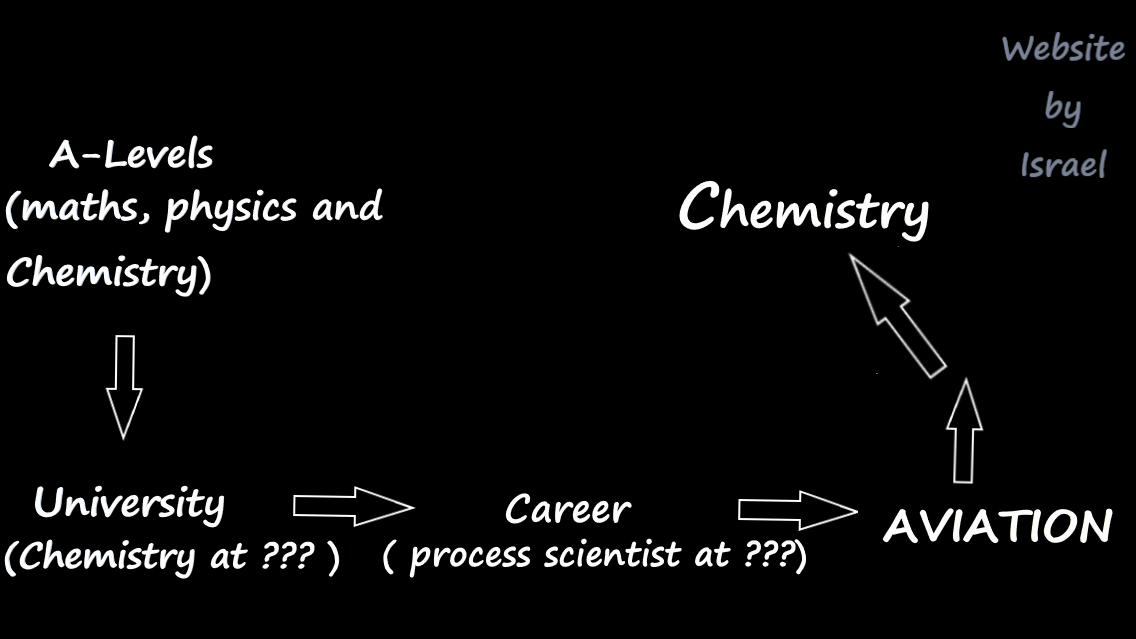 A-Levels
(maths, physics and
Chemistry)
University
(Chemistry at ??? )
Career
( process scientist at ???)
AVIATION
Chemistry
Website
by
Israel